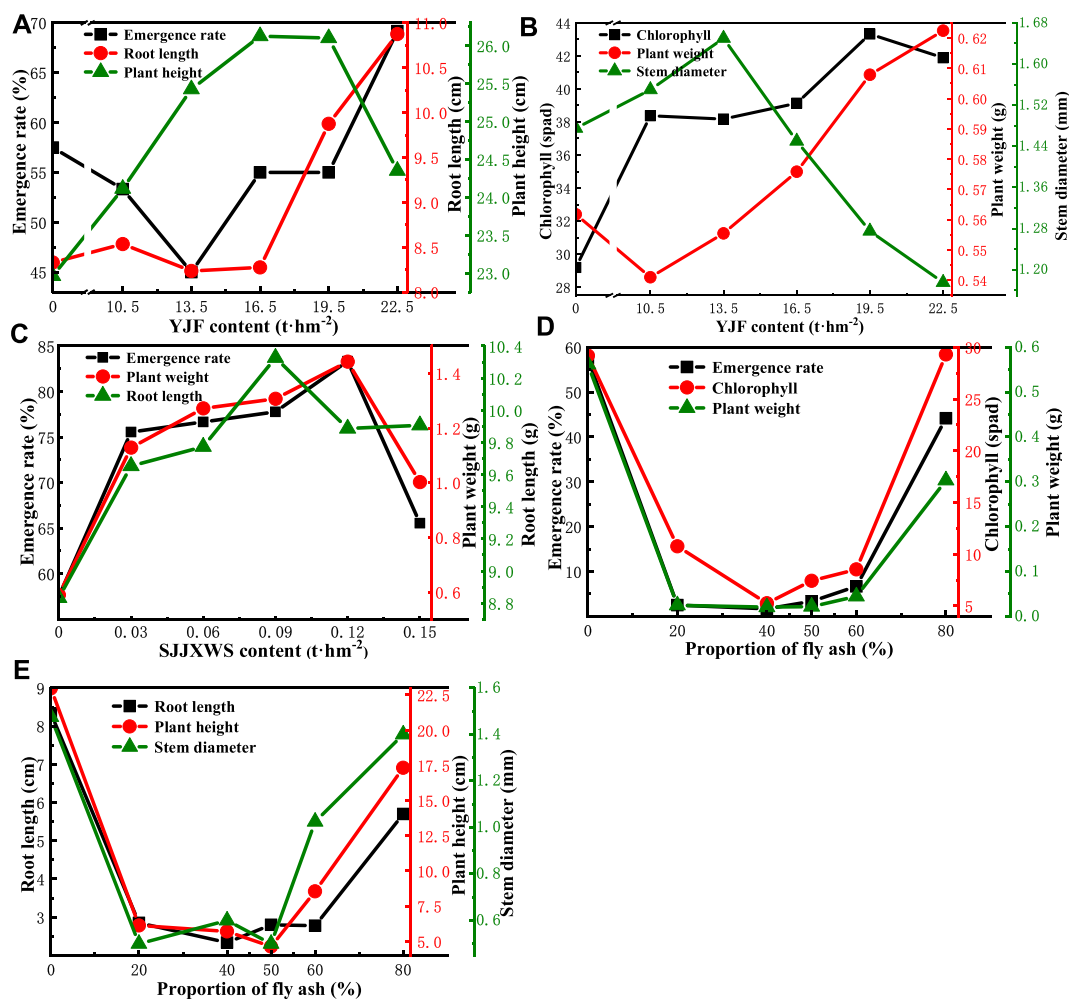 A
Emergence rate
Root length
Plant height
70
65
60
55
50
45
Emergence rate (%)
11.0
10.5
10.0
9.5
9.0
8.5
8.0
Root length (cm)
26.0
25.5
25.0
24.5
24.0
23.5
23.0
Plant height (cm)
0 10.5 13.5 16.5 19.5 22.5
YJF content (t·hm⁻²)
B
Chlorophyll
Plant weight
Stem diameter
44
42
40
38
36
34
32
30
28
Chlorophyll (spad)
0.62
0.60
0.59
0.57
0.56
0.55
0.54
Plant weight (g)
1.68
1.60
1.52
1.44
1.36
1.28
1.20
Stem diameter (mm)
0 10.5 13.5 16.5 19.5 22.5
YJF content (t·hm⁻²)
C
Emergence rate
Plant weight
Root length
85
80
75
70
65
60
Emergence rate (%)
1.4
1.2
1.0
0.8
0.6
Plant weight (g)
10.4
10.2
10.0
9.8
9.6
9.4
9.2
9.0
8.8
Root length (g)
0 0.03 0.06 0.09 0.12 0.15
SJJXWS content (t·hm⁻²)
D
Emergence rate
Chlorophyll
Plant weight
60
50
40
30
20
10
Emergence rate (%)
30
25
20
15
10
5
Chlorophyll (spad)
0.6
0.5
0.4
0.3
0.2
0.1
0.0
Plant weight (g)
0 20 40 50 60 80
Proportion of fly ash (%)
E
Root length
Plant height
Stem diameter
9
8
7
6
5
4
3
Root length (cm)
22.5
20.0
17.5
15.0
12.5
10.0
7.5
5.0
Plant height (cm)
1.6
1.4
1.2
1.0
0.8
0.6
Stem diameter (mm)
0 20 40 50 60 80
Proportion of fly ash (%)